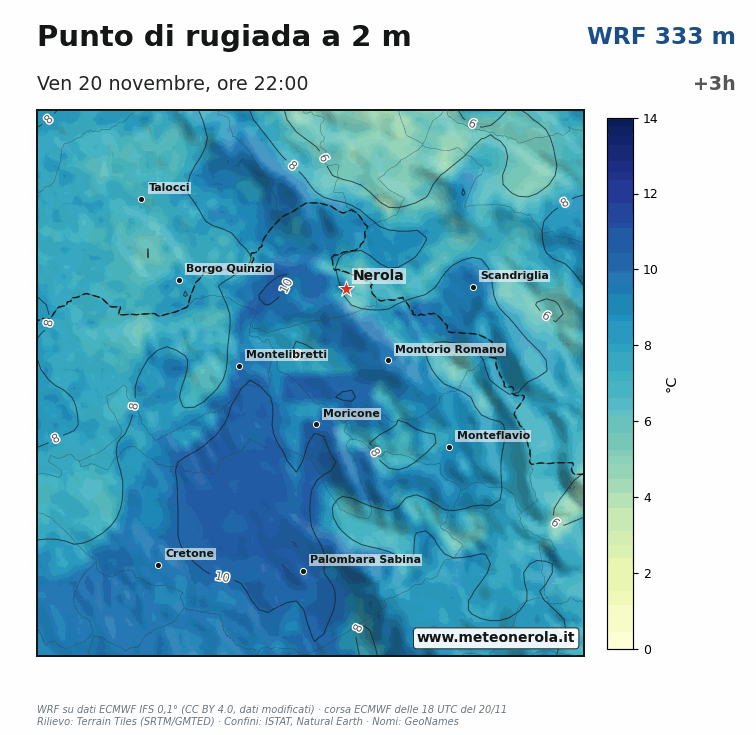 Punto di rugiada a 2 m
WRF 333 m
Ven 20 novembre, ore 22:00
+3h
8
6
8
6
14
Talocci
8
12
Borgo Quinzio
Nerola
Scandriglia
10
10
6
8
8
Montelibretti
Montorio Romano
°C
8
Moricone
6
8
Monteflavio
8
4
6
Cretone
Palombara Sabina
10
2
8
www.meteonerola.it
0
WRF su dati ECMWF IFS 0,1° (CC BY 4.0, dati modificati) · corsa ECMWF delle 18 UTC del 20/11
Rilievo: Terrain Tiles (SRTM/GMTED) · Confini: ISTAT, Natural Earth · Nomi: GeoNames